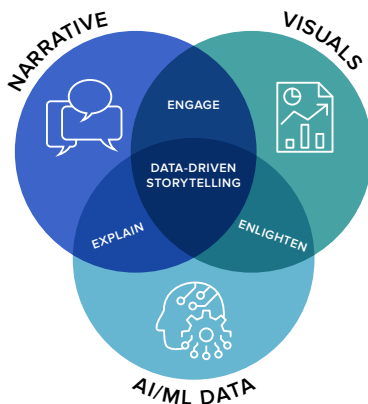 NARRATIVE
VISUALS
ENGAGE
DATA-DRIVEN
STORYTELLING
EXPLAIN
ENLIGHTEN
AI/ML DATA